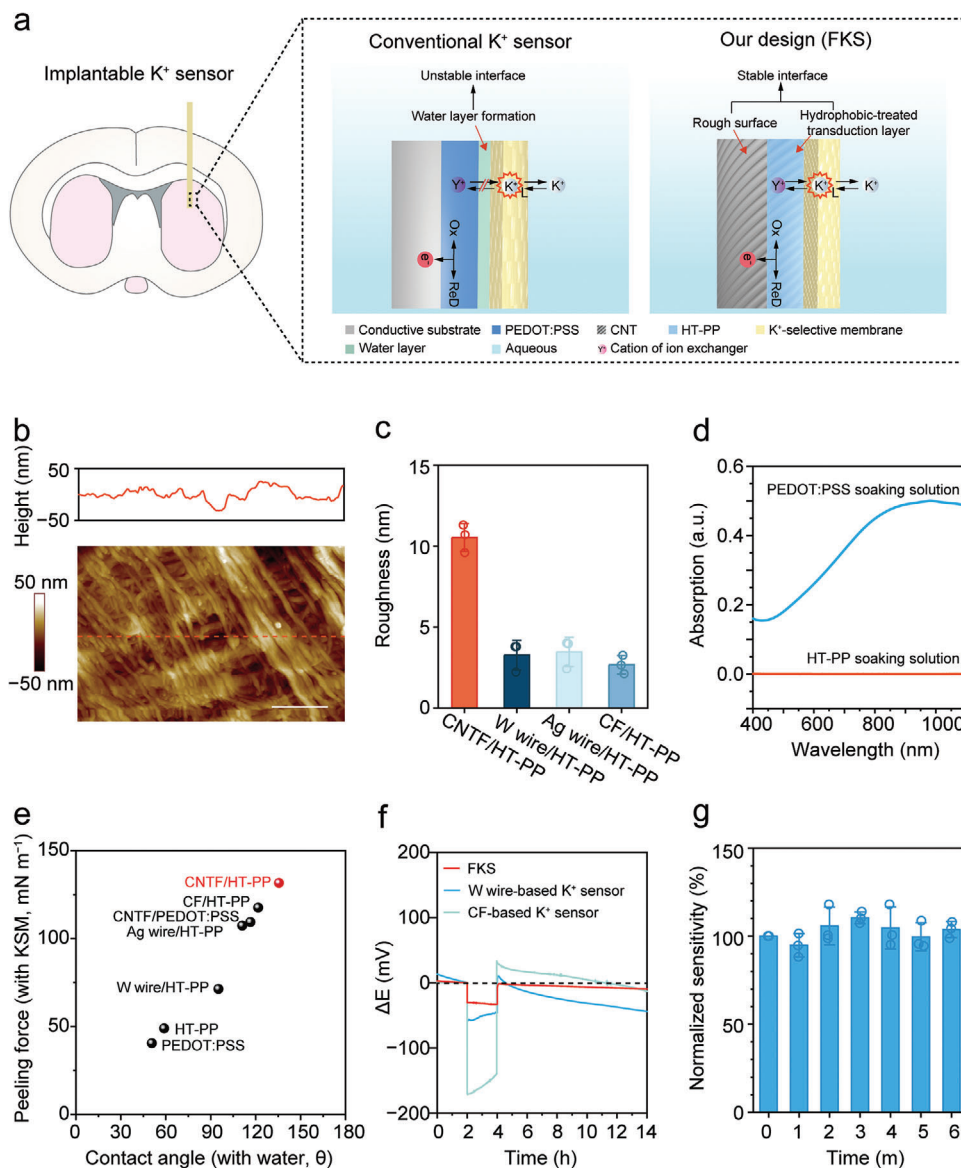 a
Implantable K⁺ sensor
Conventional K⁺ sensor
Our design (FKS)
Unstable interface
Water layer formation
Stable interface
Rough surface
Hydrophobic-treated
transduction layer
Y⁺
K⁺
K⁺
L
Ox
e⁻
ReD
Y⁺
K⁺
K⁺
L
Ox
e⁻
ReD
Conductive substrate
PEDOT:PSS
CNT
HT-PP
K⁺-selective membrane
Water layer
Aqueous
Y⁺ Cation of ion exchanger
b
Height (nm)
50
−50
50 nm
−50 nm
c
Roughness (nm)
15
10
5
0
CNTF/HT-PP
W wire/HT-PP
Ag wire/HT-PP
CF/HT-PP
d
Absorption (a.u.)
0.6
0.4
0.2
0.0
PEDOT:PSS soaking solution
HT-PP soaking solution
400 600 800 1000
Wavelength (nm)
e
Peeling force (with KSM, mN m⁻¹)
150
100
50
0
CNTF/HT-PP
CF/HT-PP
CNTF/PEDOT:PSS
Ag wire/HT-PP
W wire/HT-PP
HT-PP
PEDOT:PSS
0 30 60 90 120 150 180
Contact angle (with water, θ)
f
ΔE (mV)
200
100
0
−100
−200
FKS
W wire-based K⁺ sensor
CF-based K⁺ sensor
0 2 4 6 8 10 12 14
Time (h)
g
Normalized sensitivity (%)
150
100
50
0
0 1 2 3 4 5 6
Time (m)